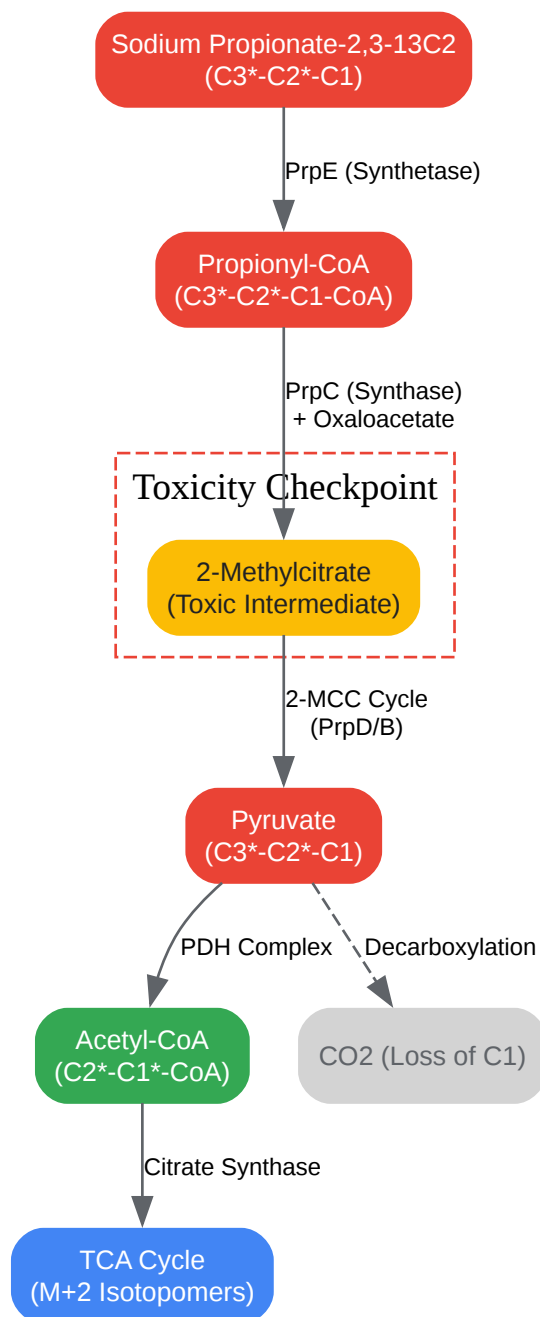 Sodium Propionate-2,3-13C2
(C3*-C2*-C1)
PrpE (Synthetase)
Propionyl-CoA
(C3*-C2*-C1-CoA)
PrpC (Synthase)
+ Oxaloacetate
Toxicity Checkpoint
2-Methylcitrate
(Toxic Intermediate)
2-MCC Cycle
(PrpD/B)
Pyruvate
(C3*-C2*-C1)
PDH Complex
Decarboxylation
Acetyl-CoA
(C2*-C1*-CoA)
CO2 (Loss of C1)
Citrate Synthase
TCA Cycle
(M+2 Isotopomers)